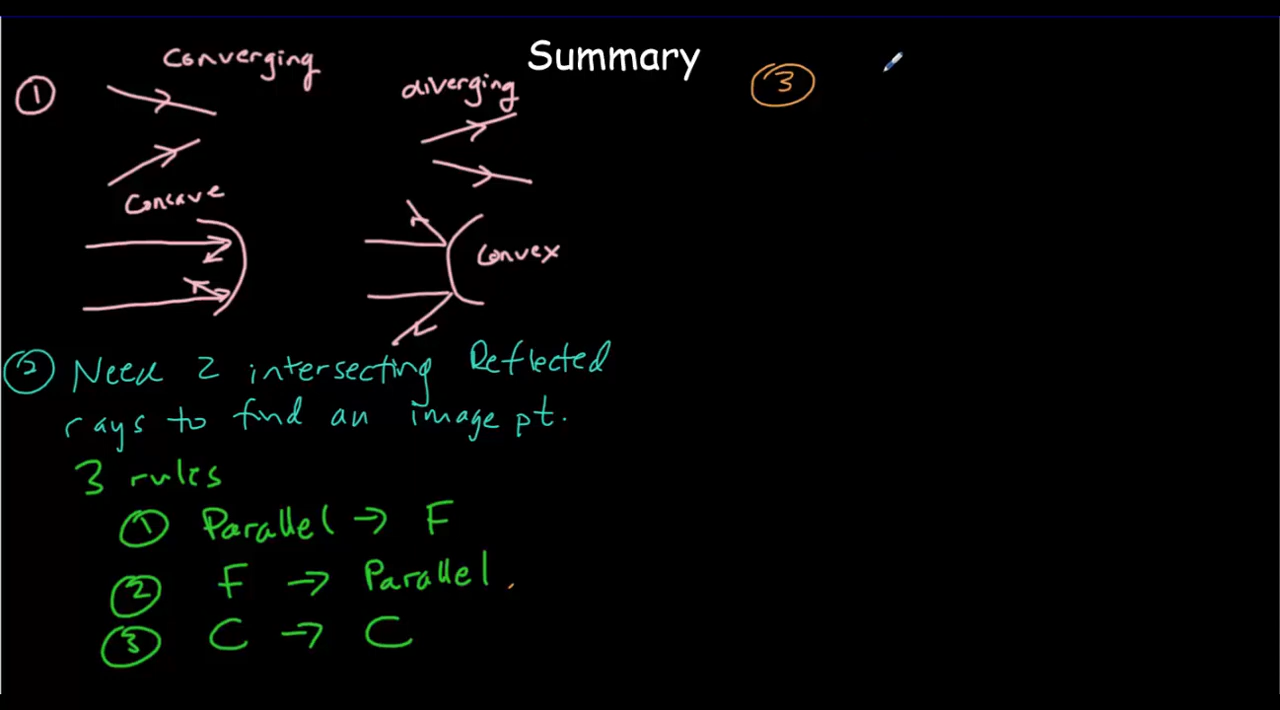 Summary
① Converging
diverging
Concave
Convex
② Need 2 intersecting Reflected
rays to find an image pt.
3 rules
① Parallel → F
② F → Parallel.
③ C → C
③